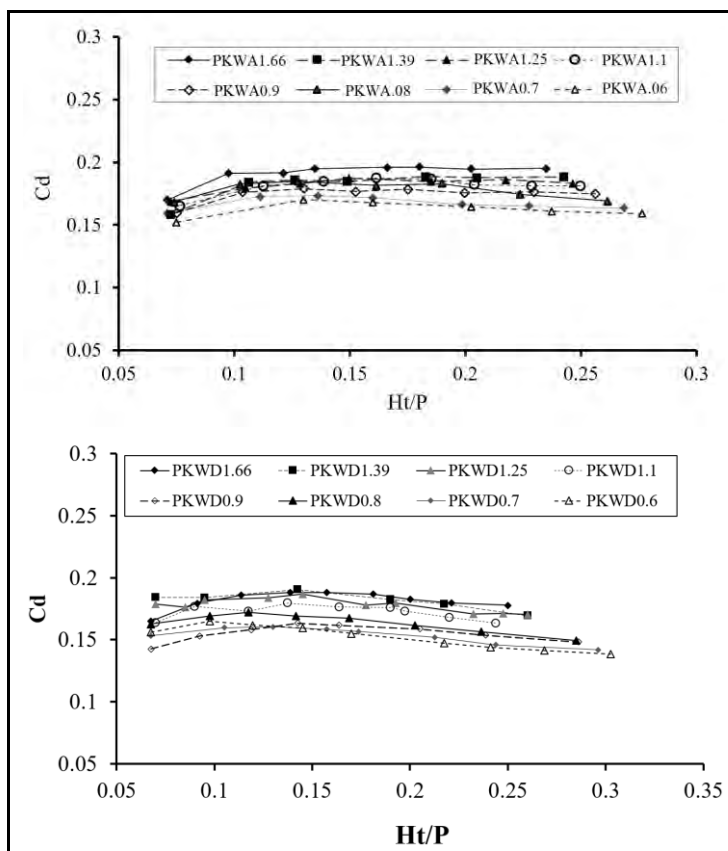 0.3
PKWA1.66 PKWA1.39 PKWA1.25 PKWA1.1
PKWA0.9 PKWA.08 PKWA0.7 PKWA.06
0.25
0.2
Cd
0.15
0.1
0.05
0.05 0.1 0.15 0.2 0.25 0.3
Ht/P
0.3
PKWD1.66 PKWD1.39 PKWD1.25 PKWD1.1
PKWD0.9 PKWD0.8 PKWD0.7 PKWD0.6
0.25
0.2
Cd
0.15
0.1
0.05
0.05 0.1 0.15 0.2 0.25 0.3 0.35
Ht/P